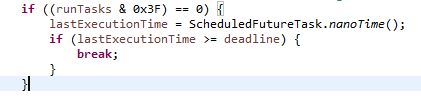 if ((runTasks & 0x3F) == 0) {
lastExecutionTime = ScheduledFutureTask.nanoTime();
if (lastExecutionTime >= deadline) {
break;
}
}